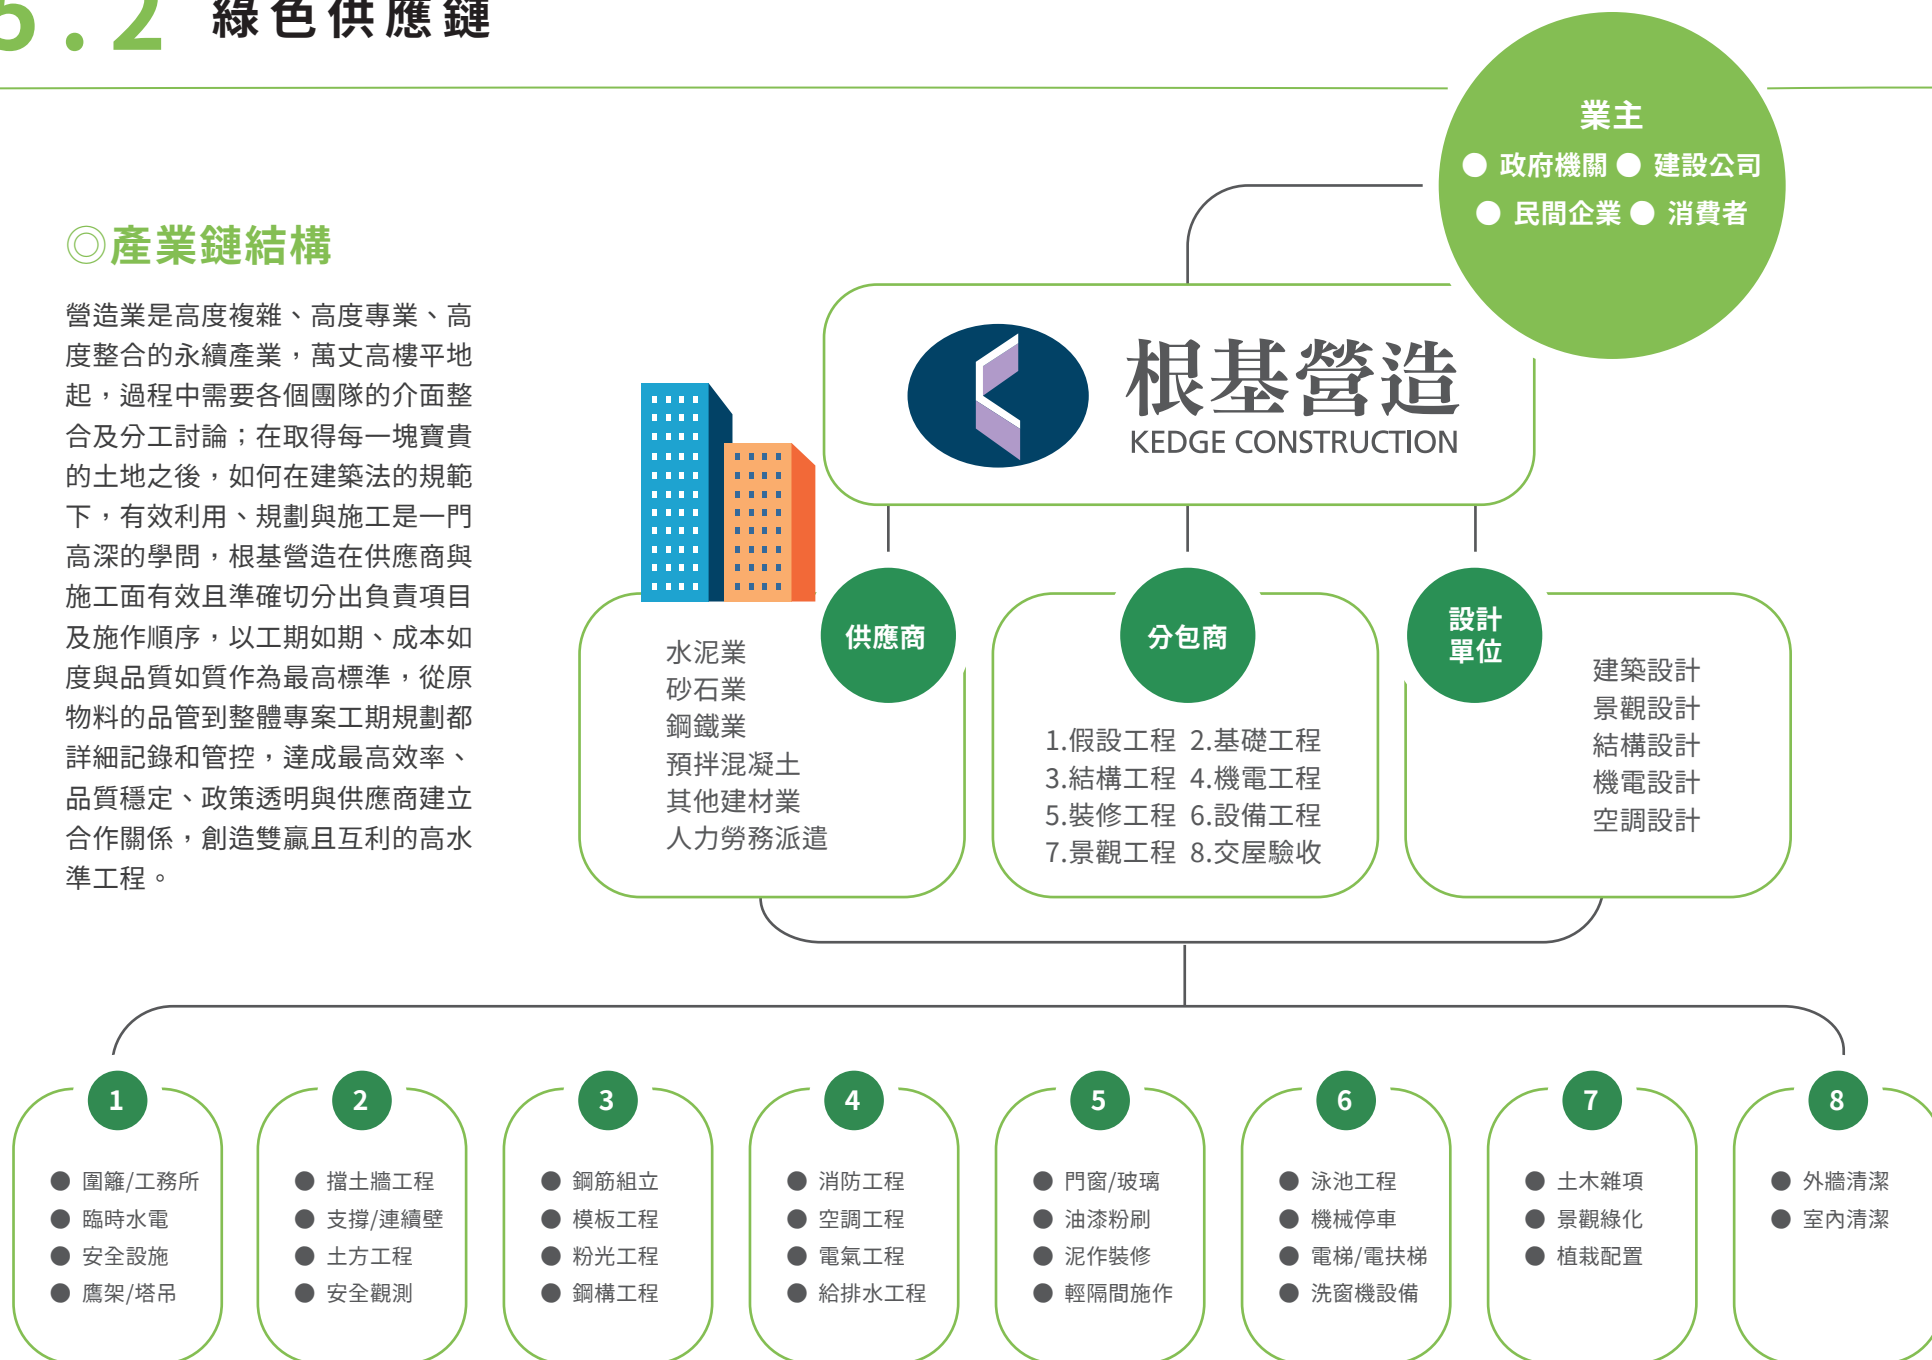 5.2 綠色供應鏈
◎產業鏈結構
營造業是高度複雜、高度專業、高
度整合的永續產業，萬丈高樓平地
起，過程中需要各個團隊的介面整
合及分工討論；在取得每一塊寶貴
的土地之後，如何在建築法的規範
下，有效利用、規劃與施工是一門
高深的學問，根基營造在供應商與
施工面有效且準確切分出負責項目
及施作順序，以工期如期、成本如
度與品質如質作為最高標準，從原
物料的品管到整體專案工期規劃都
詳細記錄和管控，達成最高效率、
品質穩定、政策透明與供應商建立
合作關係，創造雙贏且互利的高水
準工程。
業主
● 政府機關 ● 建設公司
● 民間企業 ● 消費者
根基營造
KEDGE CONSTRUCTION
供應商
水泥業
砂石業
鋼鐵業
預拌混凝土
其他建材業
人力勞務派遣
分包商
1.假設工程 2.基礎工程
3.結構工程 4.機電工程
5.裝修工程 6.設備工程
7.景觀工程 8.交屋驗收
設計
單位
建築設計
景觀設計
結構設計
機電設計
空調設計
1
● 圍籬/工務所
● 臨時水電
● 安全設施
● 鷹架/塔吊
2
● 擋土牆工程
● 支撐/連續壁
● 土方工程
● 安全觀測
3
● 鋼筋組立
● 模板工程
● 粉光工程
● 鋼構工程
4
● 消防工程
● 空調工程
● 電氣工程
● 給排水工程
5
● 門窗/玻璃
● 油漆粉刷
● 泥作裝修
● 輕隔間施作
6
● 泳池工程
● 機械停車
● 電梯/電扶梯
● 洗窗機設備
7
● 土木雜項
● 景觀綠化
● 植栽配置
8
● 外牆清潔
● 室內清潔